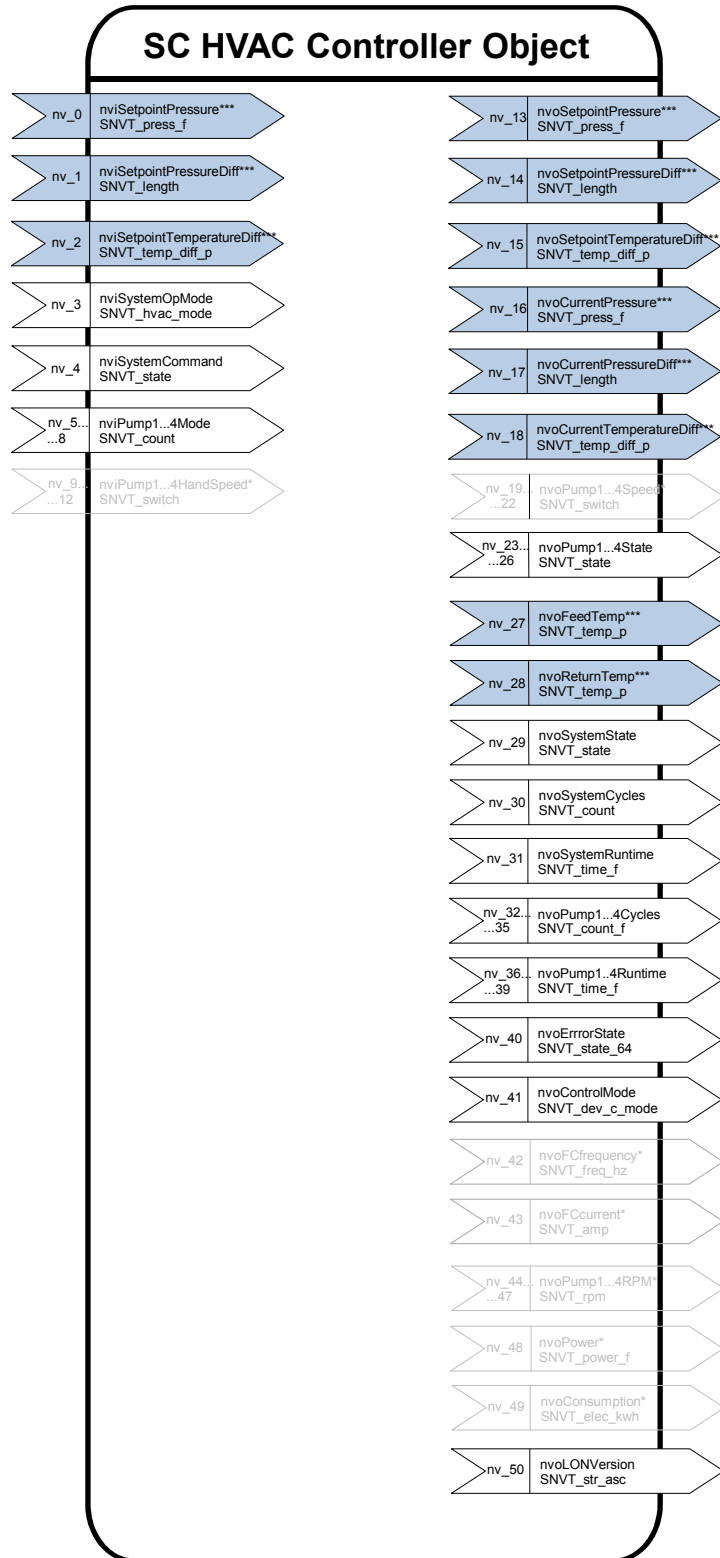 SC HVAC Controller Object
nv_0
nviSetpointPressure***
SNVT_press_f
nv_1
nviSetpointPressureDiff***
SNVT_length
nv_2
nviSetpointTemperatureDiff***
SNVT_temp_diff_p
nv_3
nviSystemOpMode
SNVT_hvac_mode
nv_4
nviSystemCommand
SNVT_state
nv_5...
...8
nviPump1...4Mode
SNVT_count
nv_9...
...12
nviPump1...4HandSpeed*
SNVT_switch
nv_13
nvoSetpointPressure***
SNVT_press_f
nv_14
nvoSetpointPressureDiff***
SNVT_length
nv_15
nvoSetpointTemperatureDiff***
SNVT_temp_diff_p
nv_16
nvoCurrentPressure***
SNVT_press_f
nv_17
nvoCurrentPressureDiff***
SNVT_length
nv_18
nvoCurrentTemperatureDiff***
SNVT_temp_diff_p
nv_19...
...22
nvoPump1...4Speed*
SNVT_switch
nv_23...
...26
nvoPump1...4State
SNVT_state
nv_27
nvoFeedTemp***
SNVT_temp_p
nv_28
nvoReturnTemp***
SNVT_temp_p
nv_29
nvoSystemState
SNVT_state
nv_30
nvoSystemCycles
SNVT_count
nv_31
nvoSystemRuntime
SNVT_time_f
nv_32...
...35
nvoPump1...4Cycles
SNVT_count_f
nv_36...
...39
nvoPump1..4Runtime
SNVT_time_f
nv_40
nvoErrrorState
SNVT_state_64
nv_41
nvoControlMode
SNVT_dev_c_mode
nv_42
nvoFCfrequency*
SNVT_freq_hz
nv_43
nvoFCcurrent*
SNVT_amp
nv_44...
...47
nvoPump1...4RPM*
SNVT_rpm
nv_48
nvoPower*
SNVT_power_f
nv_49
nvoConsumption*
SNVT_elec_kwh
nv_50
nvoLONVersion
SNVT_str_asc